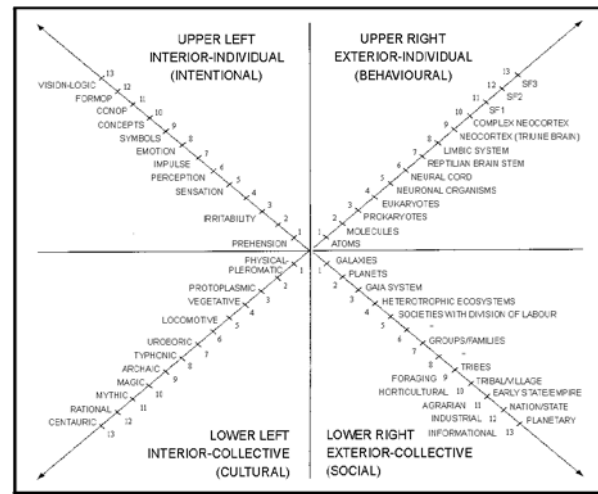 UPPER LEFT
INTERIOR-INDIVIDUAL
(INTENTIONAL)
13
VISION-LOGIC
12
FORMOP
11
CONOP
10
CONCEPTS
9
SYMBOLS
8
EMOTION
7
IMPULSE
6
PERCEPTION
5
SENSATION
4
3
IRRITABILITY
2
1
PREHENSION
UPPER RIGHT
EXTERIOR-INDIVIDUAL
(BEHAVIOURAL)
13
SF3
12
SF2
11
SF1
10
COMPLEX NEOCORTEX
9
NEOCORTEX (TRIUNE BRAIN)
8
LIMBIC SYSTEM
7
REPTILIAN BRAIN STEM
6
NEURAL CORD
5
NEURONAL ORGANISMS
4
EUKARYOTES
3
PROKARYOTES
2
MOLECULES
1
ATOMS
PHYSICAL-
PLEROMATIC
1
2
PROTOPLASMIC
3
VEGETATIVE
4
LOCOMOTIVE
5
6
UROBORIC
7
TYPHONIC
8
ARCHAIC
9
MAGIC
10
MYTHIC
11
RATIONAL
12
CENTAURIC
13
LOWER LEFT
INTERIOR-COLLECTIVE
(CULTURAL)
GALAXIES
1
PLANETS
2
GAIA SYSTEM
3
HETEROTROPHIC ECOSYSTEMS
4
SOCIETIES WITH DIVISION OF LABOUR
5
6
GROUPS/FAMILIES
7
8
TRIBES
FORAGING 9
TRIBAL/VILLAGE
HORTICULTURAL 10
EARLY STATE/EMPIRE
AGRARIAN 11
NATION/STATE
INDUSTRIAL 12
PLANETARY
INFORMATIONAL 13
LOWER RIGHT
EXTERIOR-COLLECTIVE
(SOCIAL)